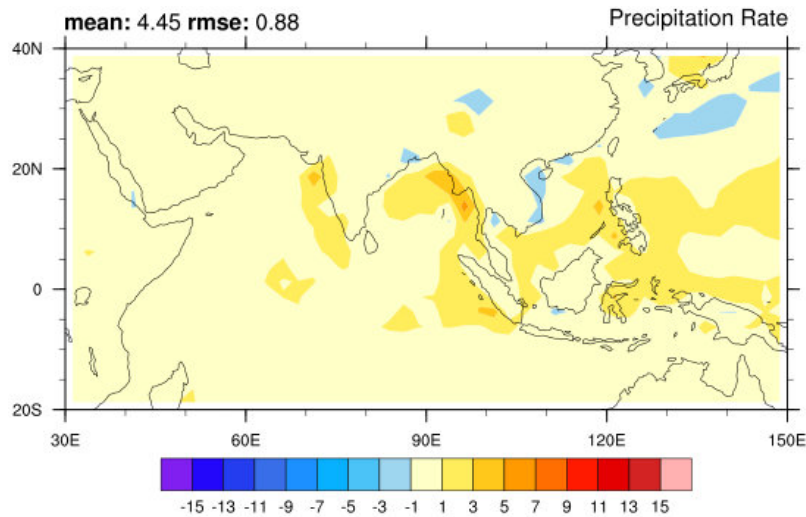 mean: 4.45 rmse: 0.88 Precipitation Rate
40N
20N
0
20S
30E 60E 90E 120E 150E
-15 -13 -11 -9 -7 -5 -3 -1 1 3 5 7 9 11 13 15